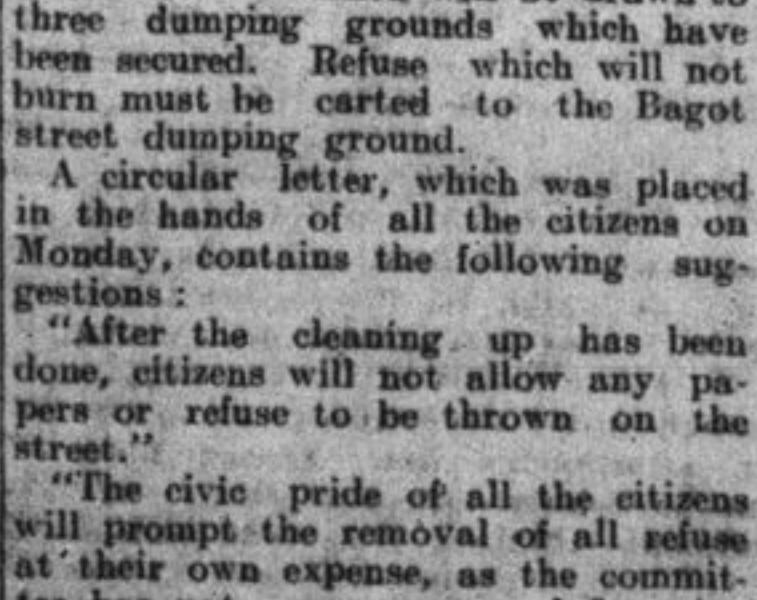 three dumping grounds which have
been secured. Refuse which will not
burn must be carted to the Bagot
street dumping ground.
A circular letter, which was placed
in the hands of all the citizens on
Monday, contains the following sug-
gestions:
"After the cleaning up has been
done, citizens will not allow any pa-
pers or refuse to be thrown on the
street."
"The civic pride of all the citizens
will prompt the removal of all refuse
at their own expense, as the commit-